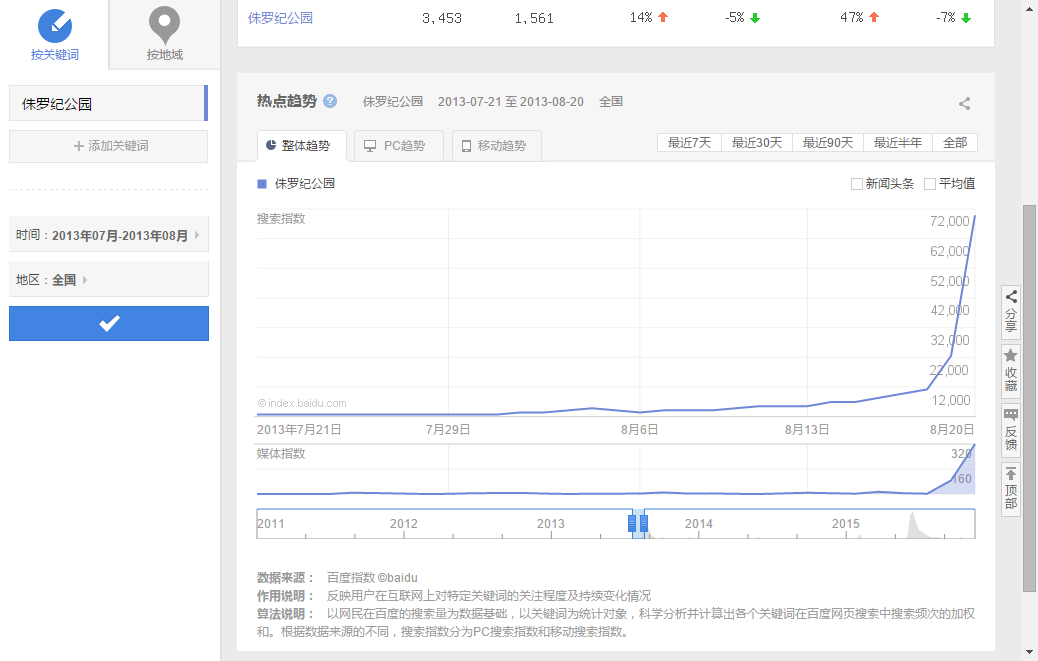 按关键词
按地域
侏罗纪公园
添加关键词
时间：2013年07月-2013年08月
地区：全国
侏罗纪公园 3,453 1,561 14% -5% 47% -7%
热点趋势 ? 侏罗纪公园 2013-07-21 至 2013-08-20 全国
整体趋势 PC趋势 移动趋势 最近7天 最近30天 最近90天 最近半年 全部
侏罗纪公园 新闻头条 平均值
搜索指数 72,000
62,000
52,000
42,000
32,000
22,000
©index.baidu.com 12,000
2013年7月21日 7月29日 8月6日 8月13日 8月20日
媒体指数 320
160
2011 2012 2013 2014 2015
数据来源： 百度指数 ©baidu
作用说明： 反映用户在互联网上对特定关键词的关注程度及持续变化情况
算法说明： 以网民在百度的搜索量为数据基础，以关键词为统计对象，科学分析并计算出各个关键词在百度网页搜索中搜索频次的加权
和。根据数据来源的不同，搜索指数分为PC搜索指数和移动搜索指数。
分享
收藏
反馈
顶部